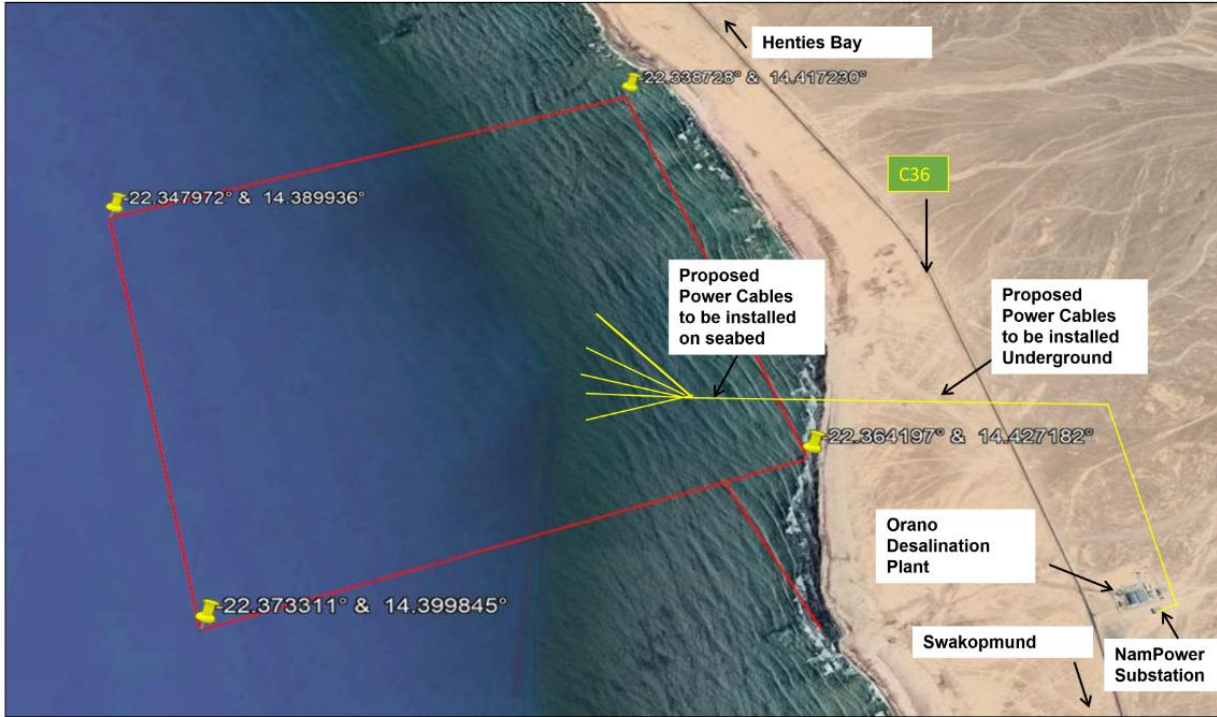 Henties Bay
-22.338728° & 14.417230°
C36
-22.347972° & 14.389936°
Proposed
Power Cables
to be installed
on seabed
Proposed
Power Cables
to be installed
Underground
-22.364197° & 14.427182°
Orano
Desalination
Plant
-22.373311° & 14.399845°
Swakopmund
NamPower
Substation